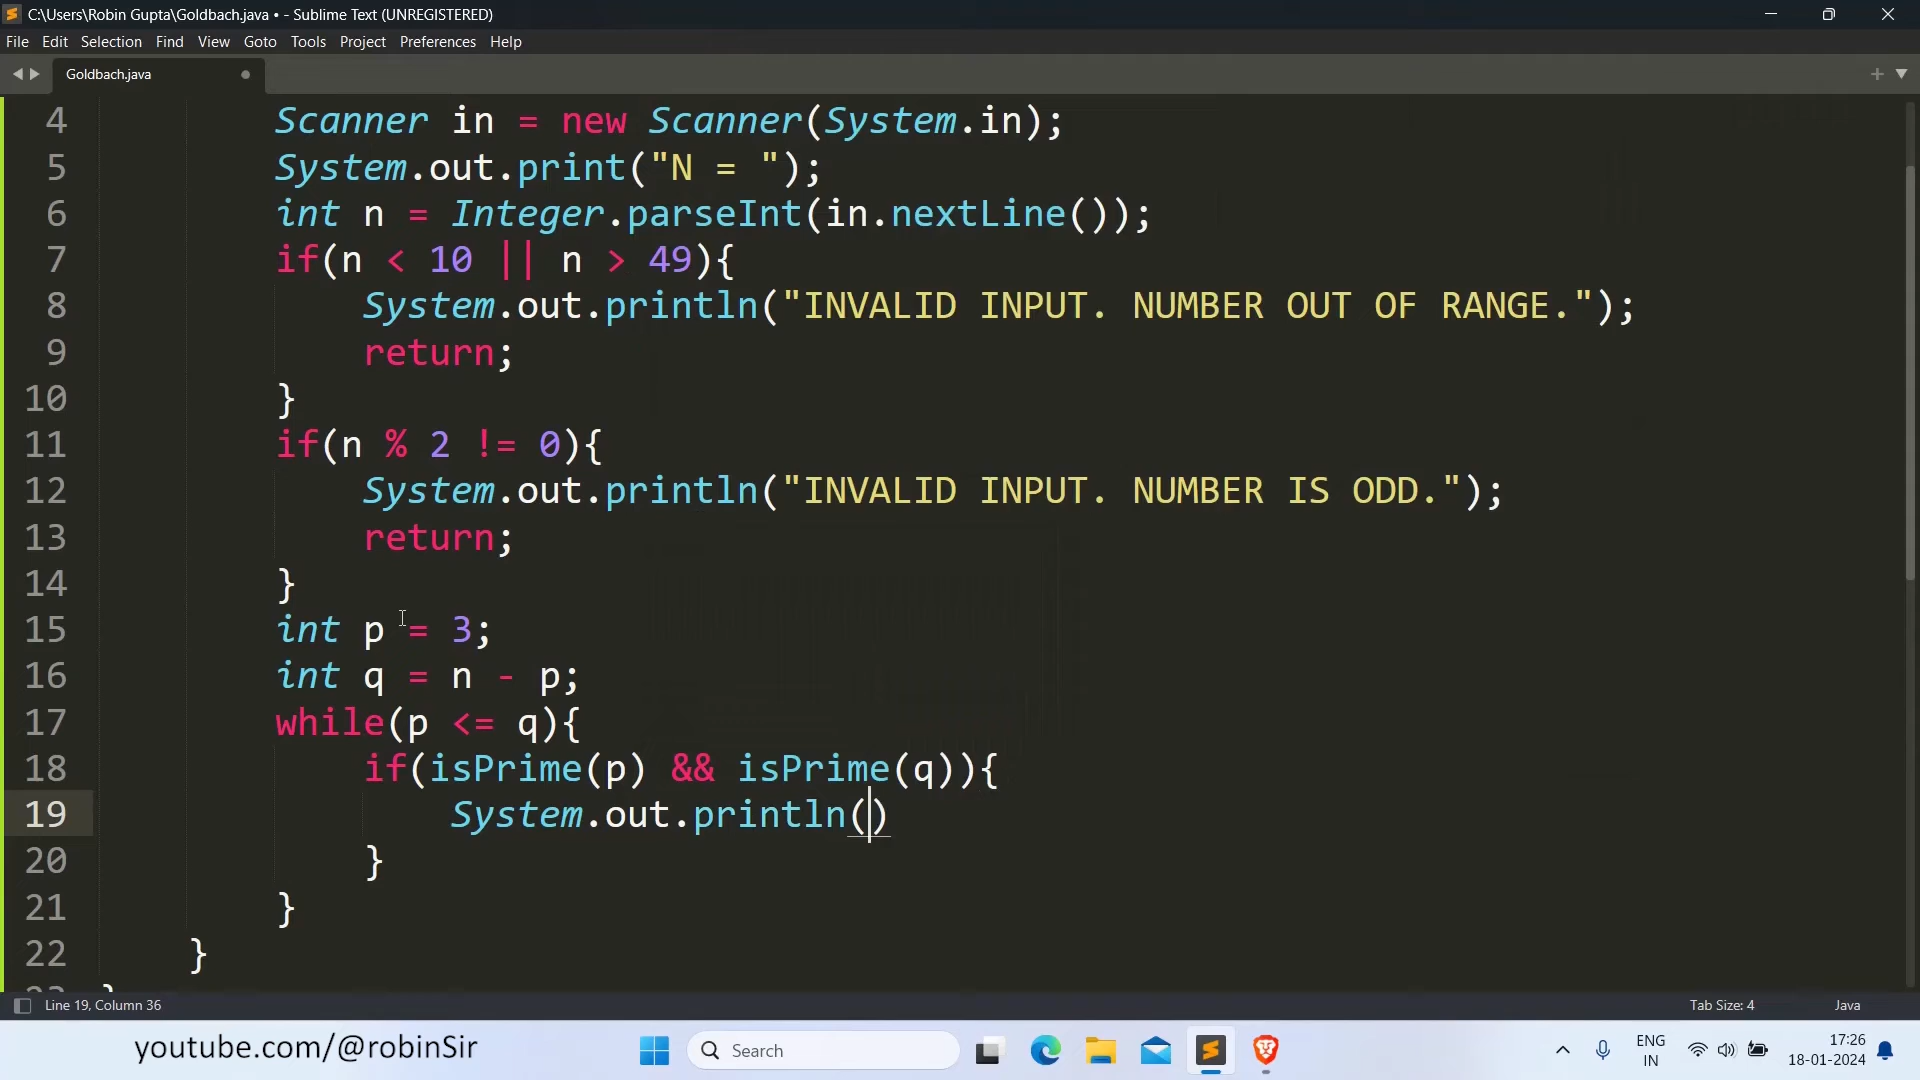 C:\Users\Robin Gupta\Goldbach.java • - Sublime Text (UNREGISTERED)
File Edit Selection Find View Goto Tools Project Preferences Help
Goldbach.java
4 Scanner in = new Scanner(System.in);
5 System.out.print("N = ");
6 int n = Integer.parseInt(in.nextLine());
7 if(n < 10 || n > 49){
8 System.out.println("INVALID INPUT. NUMBER OUT OF RANGE.");
9 return;
10 }
11 if(n % 2 != 0){
12 System.out.println("INVALID INPUT. NUMBER IS ODD.");
13 return;
14 }
15 int p = 3;
16 int q = n - p;
17 while(p <= q){
18 if(isPrime(p) && isPrime(q)){
19 System.out.println()
20 }
21 }
22 }
Line 19, Column 36 Tab Size: 4 Java
youtube.com/@robinSir Search ENG IN 17:26 18-01-2024